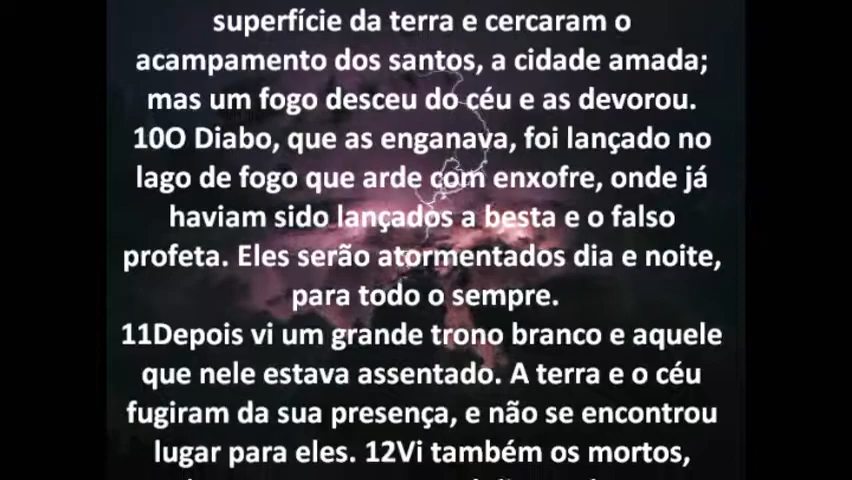 superfície da terra e cercaram o
acampamento dos santos, a cidade amada;
mas um fogo desceu do céu e as devorou.
10O Diabo, que as enganava, foi lançado no
lago de fogo que arde com enxofre, onde já
haviam sido lançados a besta e o falso
profeta. Eles serão atormentados dia e noite,
para todo o sempre.
11Depois vi um grande trono branco e aquele
que nele estava assentado. A terra e o céu
fugiram da sua presença, e não se encontrou
lugar para eles. 12Vi também os mortos,